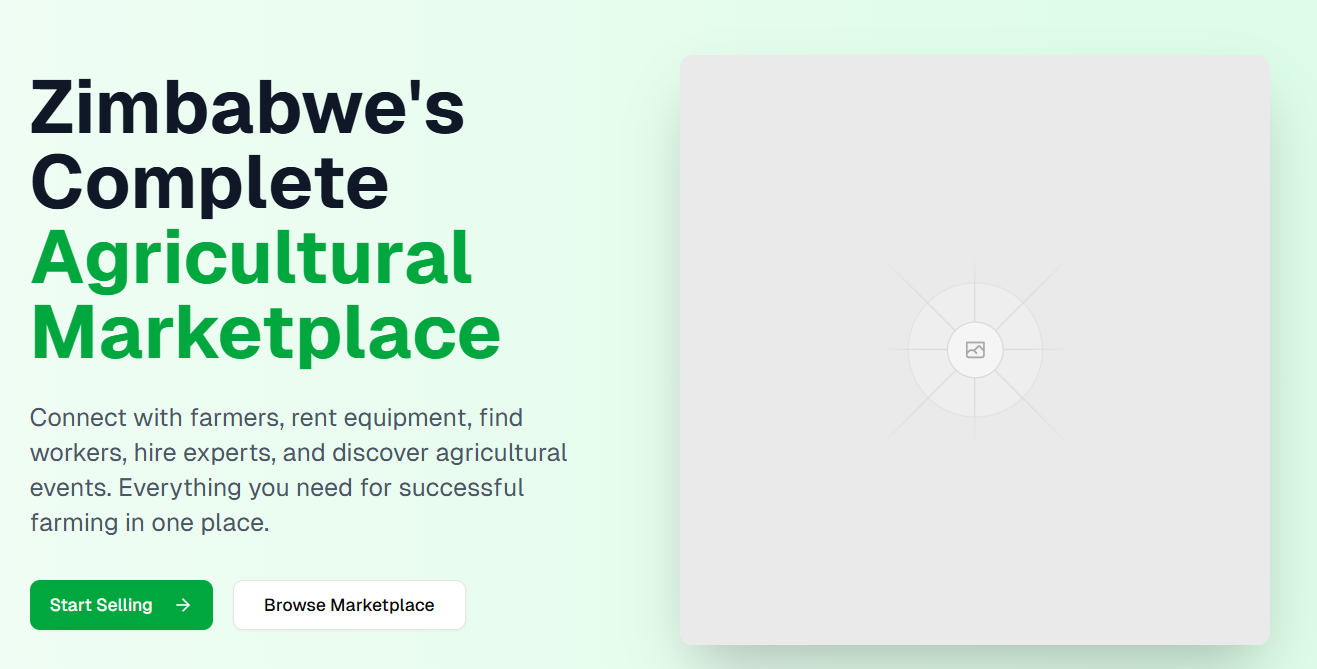 Zimbabwe's
Complete
Agricultural
Marketplace
Connect with farmers, rent equipment, find
workers, hire experts, and discover agricultural
events. Everything you need for successful
farming in one place.
Start Selling
Browse Marketplace